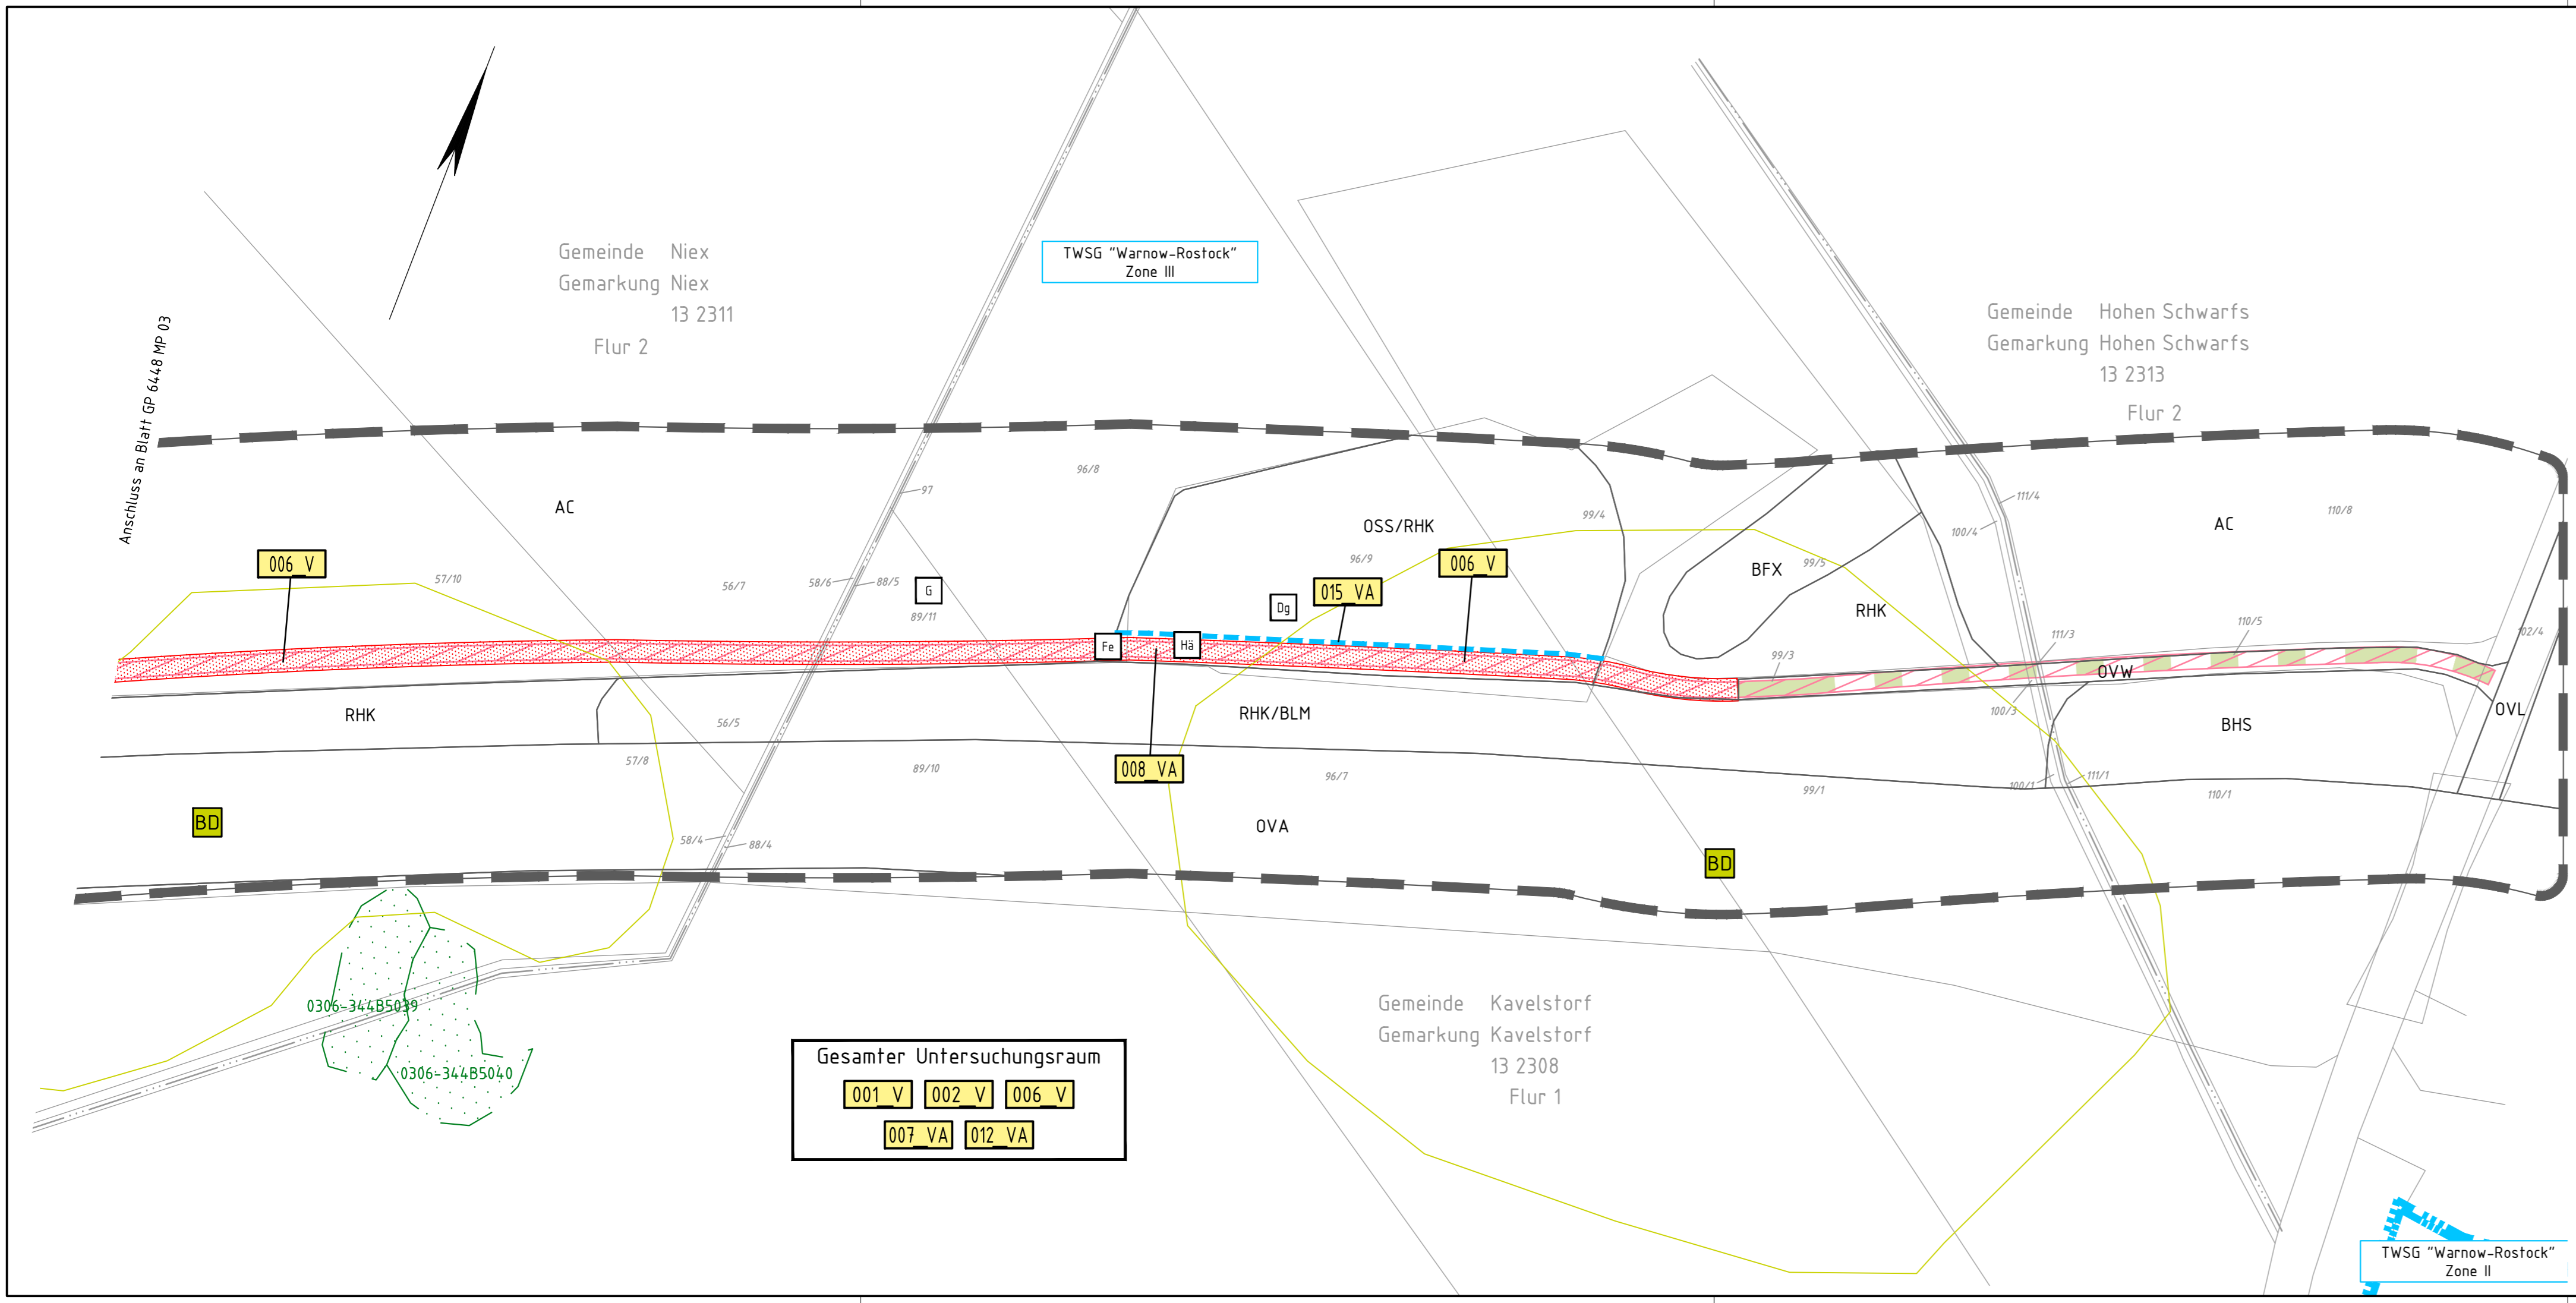 Anschluss an Blatt GP 6448 MP 03
Gemeinde Niex
Gemarkung Niex
13 2311
Flur 2
TWSG "Warnow-Rostock"
Zone III
Gemeinde Hohen Schwarfs
Gemarkung Hohen Schwarfs
13 2313
Flur 2
96/8
97
AC
OSS/RHK
99/4
111/4
100/4
AC
110/8
006_V
57/10
56/7
58/6
88/5
G
89/11
96/9
006_V
015_VA
Dg
BFX
99/5
RHK
Fe
Hä
99/3
111/3
110/5
102/4
OVW
RHK
56/5
RHK/BLM
100/3
BHS
OVL
57/8
89/10
008_VA
96/7
99/1
100/1
111/1
110/1
BD
58/4
88/4
OVA
BD
0306-344B5039
0306-344B5040
Gesamter Untersuchungsraum
001_V 002_V 006_V
007_VA 012_VA
Gemeinde Kavelstorf
Gemarkung Kavelstorf
13 2308
Flur 1
TWSG "Warnow-Rostock"
Zone II